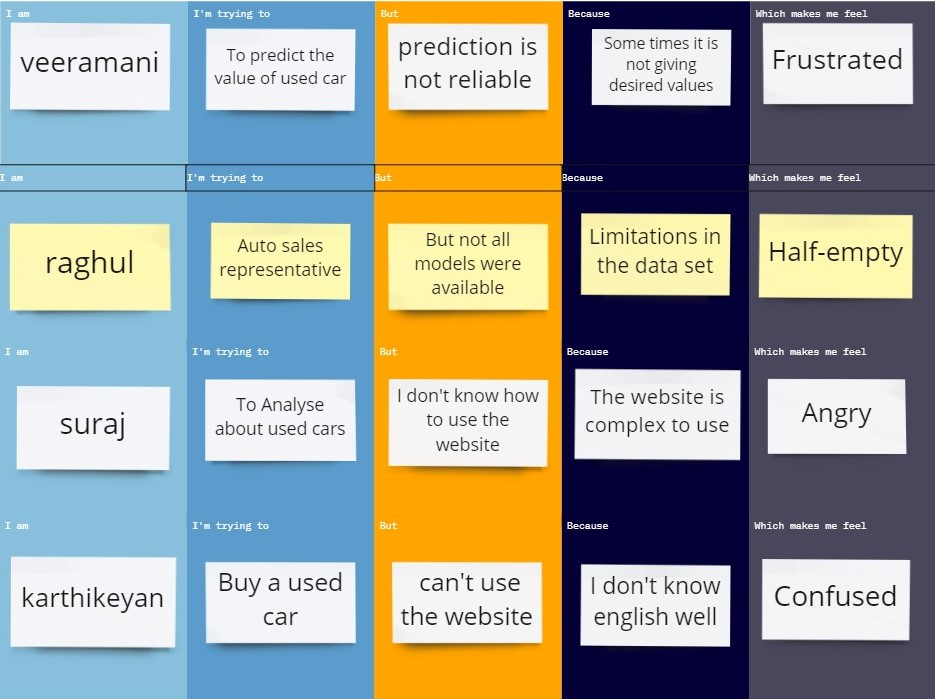 I am
I'm trying to
But
Because
Which makes me feel
veeramani
To predict the
value of used car
prediction is
not reliable
Some times it is
not giving
desired values
Frustrated
I am
I'm trying to
But
Because
Which makes me feel
raghul
Auto sales
representative
But not all
models were
available
Limitations in
the data set
Half-empty
I am
I'm trying to
But
Because
Which makes me feel
suraj
To Analyse
about used cars
I don't know how
to use the
website
The website is
complex to use
Angry
I am
I'm trying to
But
Because
Which makes me feel
karthikeyan
Buy a used
car
can't use
the website
I don't know
english well
Confused